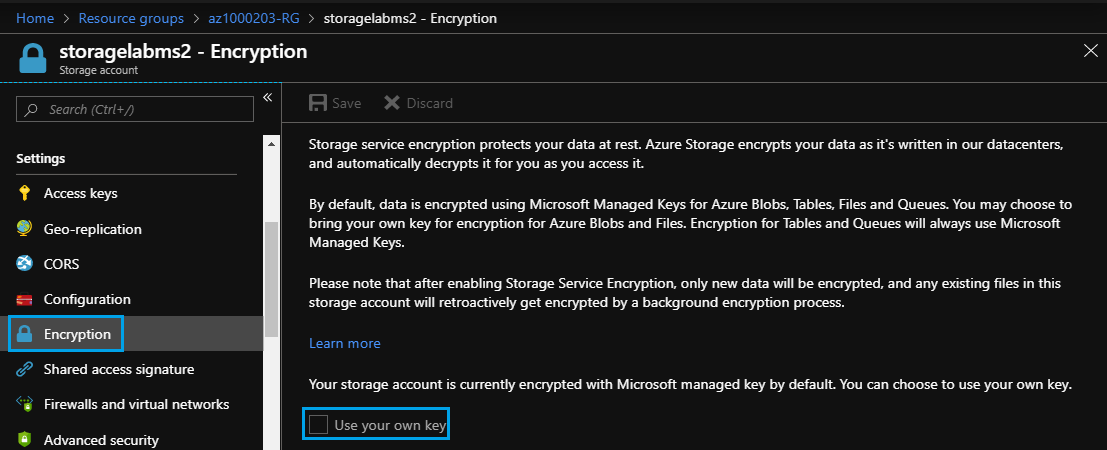 Home > Resource groups > az1000203-RG > storagelabms2 - Encryption
storagelabms2 - Encryption
Storage account
Search (Ctrl+/)
«
Settings
Access keys
Geo-replication
CORS
Configuration
Encryption
Shared access signature
Firewalls and virtual networks
Advanced security
Save Discard
Storage service encryption protects your data at rest. Azure Storage encrypts your data as it's written in our datacenters,
and automatically decrypts it for you as you access it.
By default, data is encrypted using Microsoft Managed Keys for Azure Blobs, Tables, Files and Queues. You may choose to
bring your own key for encryption for Azure Blobs and Files. Encryption for Tables and Queues will always use Microsoft
Managed Keys.
Please note that after enabling Storage Service Encryption, only new data will be encrypted, and any existing files in this
storage account will retroactively get encrypted by a background encryption process.
Learn more
Your storage account is currently encrypted with Microsoft managed key by default. You can choose to use your own key.
Use your own key